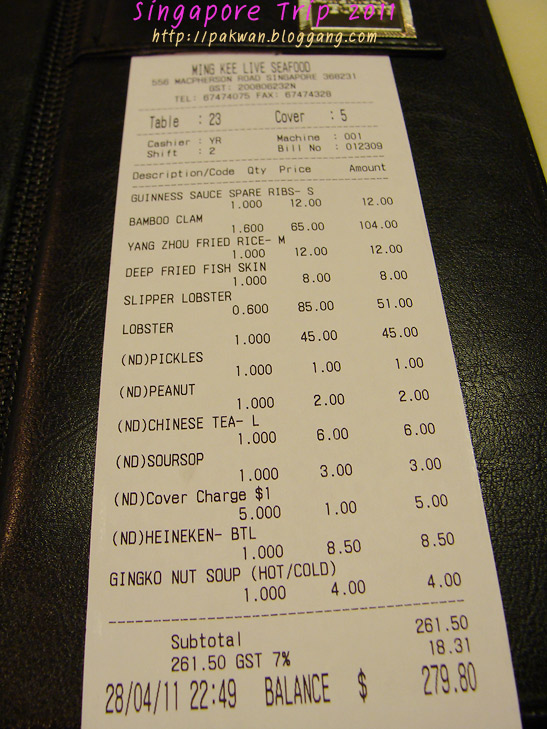 Singapore Trip 2011
http://pakwan.bloggang.com
MING KEE LIVE SEAFOOD
556 MACPHERSON ROAD SINGAPORE 368231
GST: 200806232N
TEL: 67474075 FAX: 67474328
Table : 23 Cover : 5
Cashier : YR Machine : 001
Shift : 2 Bill No : 012309
Description/Code Qty Price Amount
GUINNESS SAUCE SPARE RIBS- S
1.000 12.00 12.00
BAMBOO CLAM
1.600 65.00 104.00
YANG ZHOU FRIED RICE- M
1.000 12.00 12.00
DEEP FRIED FISH SKIN
1.000 8.00 8.00
SLIPPER LOBSTER
0.600 85.00 51.00
LOBSTER
1.000 45.00 45.00
(ND)PICKLES
1.000 1.00 1.00
(ND)PEANUT
1.000 2.00 2.00
(ND)CHINESE TEA- L
1.000 6.00 6.00
(ND)SOURSOP
1.000 3.00 3.00
(ND)Cover Charge $1
5.000 1.00 5.00
(ND)HEINEKEN- BTL
1.000 8.50 8.50
GINGKO NUT SOUP (HOT/COLD)
1.000 4.00 4.00
Subtotal 261.50
261.50 GST 7% 18.31
28/04/11 22:49 BALANCE $ 279.80